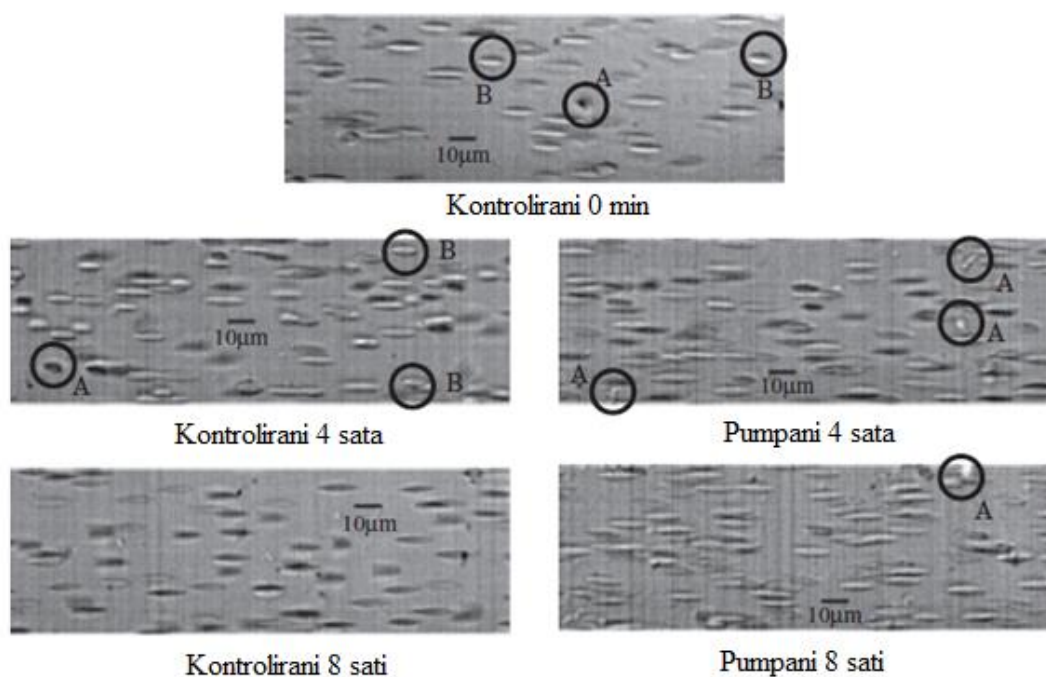 A
B
B
10µm
Kontrolirani 0 min
B
10µm
A
B
Kontrolirani 4 sata
A
A
A
10µm
Pumpani 4 sata
10µm
Kontrolirani 8 sati
A
10µm
Pumpani 8 sati